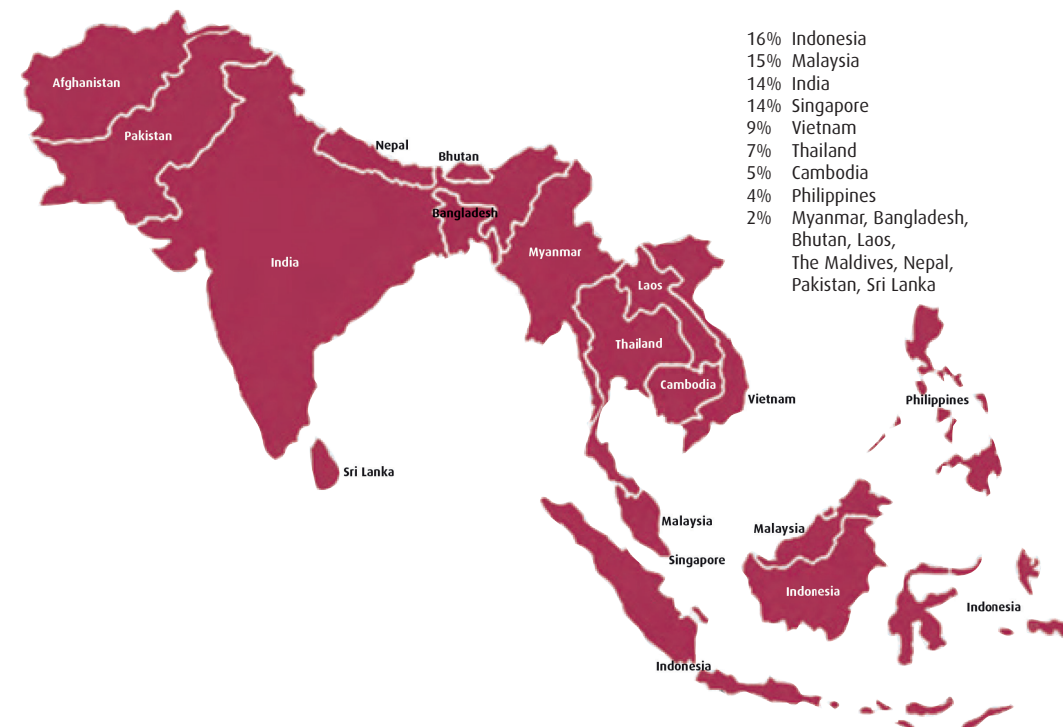 16% Indonesia
15% Malaysia
14% India
14% Singapore
9% Vietnam
7% Thailand
5% Cambodia
4% Philippines
2% Myanmar, Bangladesh,
Bhutan, Laos,
The Maldives, Nepal,
Pakistan, Sri Lanka
Afghanistan
Pakistan
Nepal
Bhutan
Bangladesh
Myanmar
India
Laos
Thailand
Cambodia
Vietnam
Philippines
Sri Lanka
Malaysia
Malaysia
Singapore
Indonesia
Indonesia
Indonesia